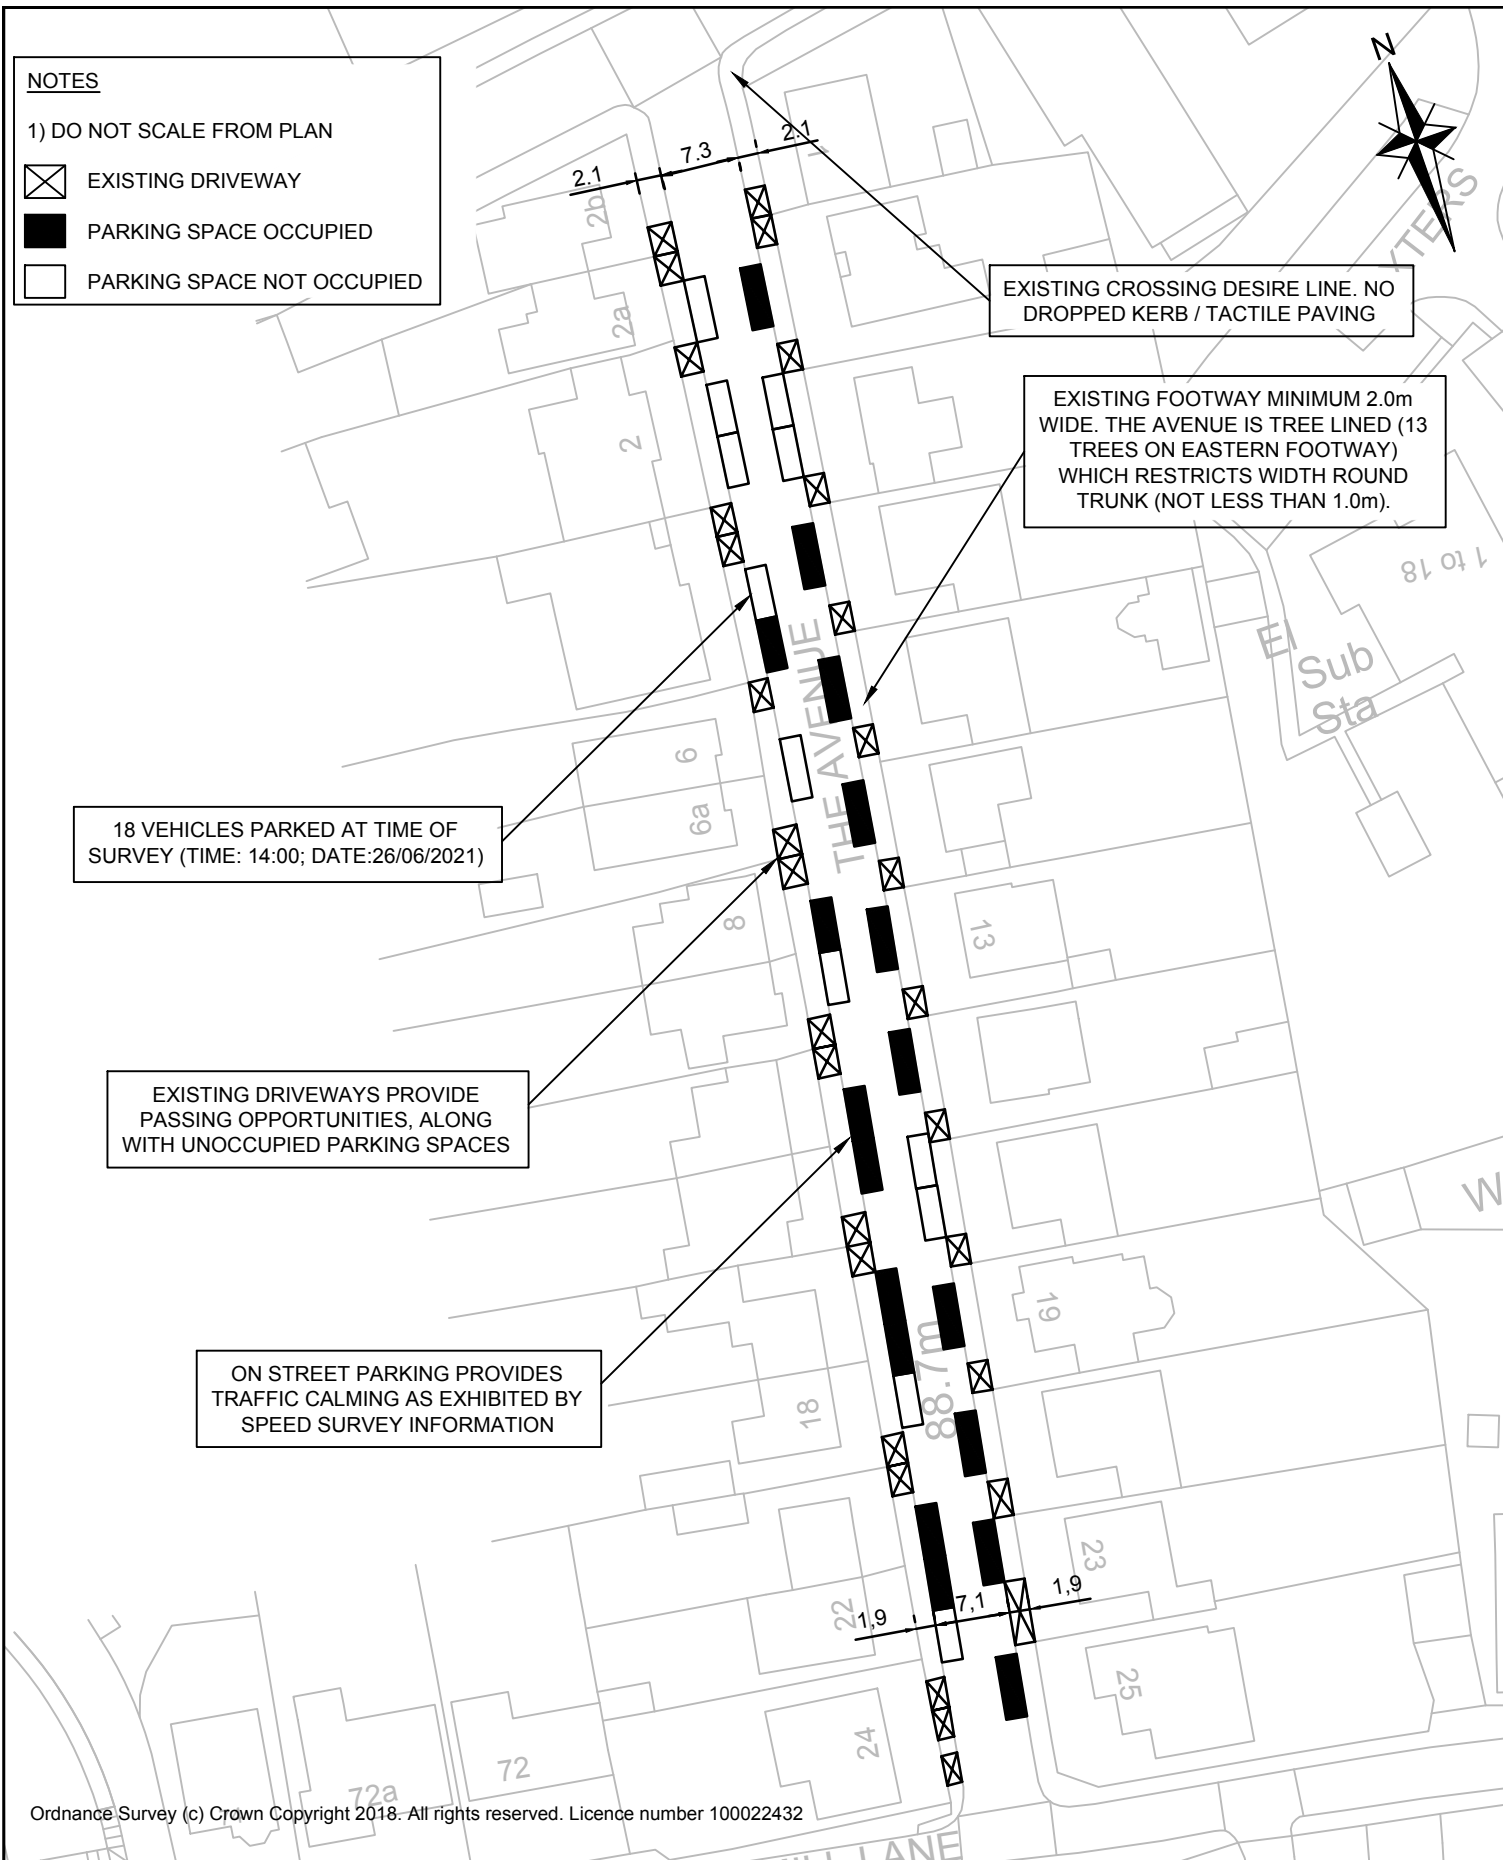 NOTES
1) DO NOT SCALE FROM PLAN
EXISTING DRIVEWAY
PARKING SPACE OCCUPIED
PARKING SPACE NOT OCCUPIED
N
2.1
7.3
2.1
2b
2a
2
EXISTING CROSSING DESIRE LINE. NO
DROPPED KERB / TACTILE PAVING
EXISTING FOOTWAY MINIMUM 2.0m
WIDE. THE AVENUE IS TREE LINED (13
TREES ON EASTERN FOOTWAY)
WHICH RESTRICTS WIDTH ROUND
TRUNK (NOT LESS THAN 1.0m).
1 to 18
El
Sub
Sta
THE AVENUE
6
6a
18 VEHICLES PARKED AT TIME OF
SURVEY (TIME: 14:00; DATE:26/06/2021)
8
13
EXISTING DRIVEWAYS PROVIDE
PASSING OPPORTUNITIES, ALONG
WITH UNOCCUPIED PARKING SPACES
W
19
88.7m
ON STREET PARKING PROVIDES
TRAFFIC CALMING AS EXHIBITED BY
SPEED SURVEY INFORMATION
18
23
22
1,9
7,1
1,9
25
24
72
72a
Ordnance Survey (c) Crown Copyright 2018. All rights reserved. Licence number 100022432
LANE